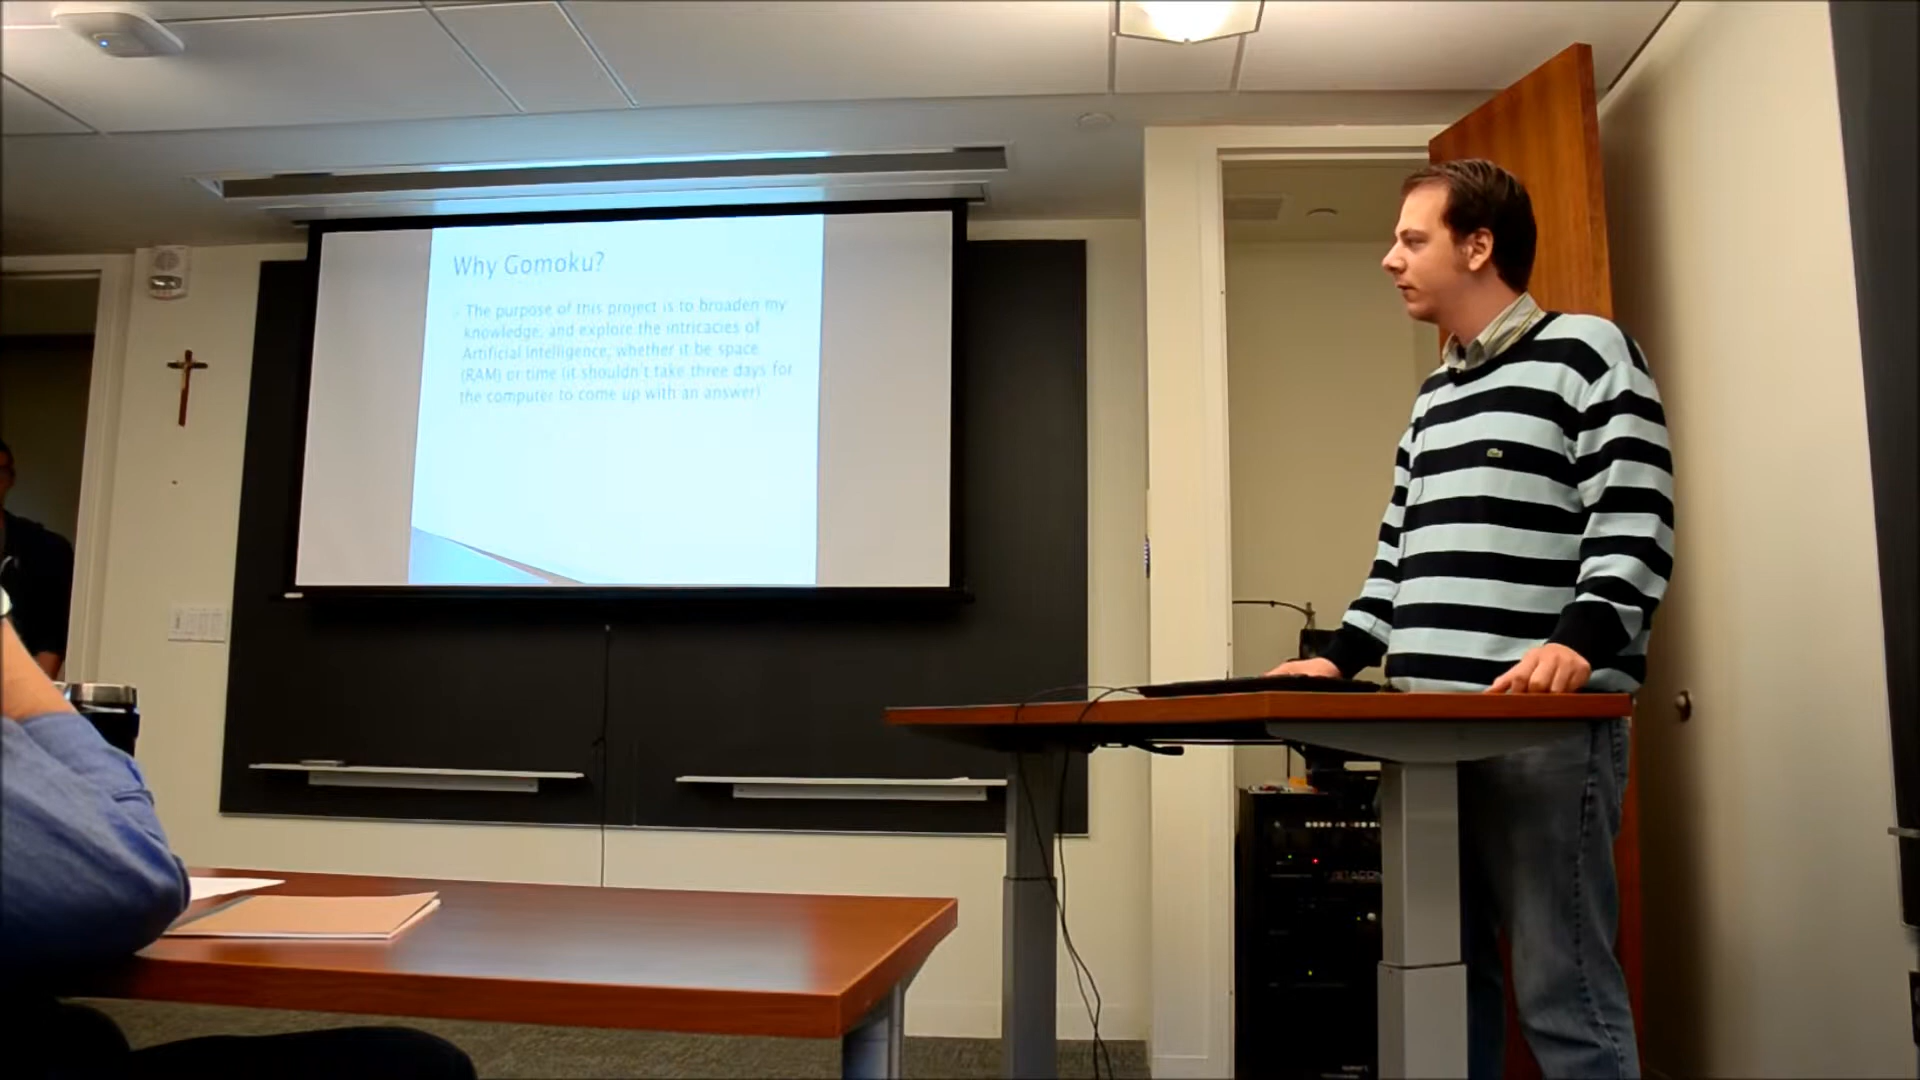 Why Gomoku?
The purpose of this project is to broaden my
knowledge, and explore the intricacies of
Artificial Intelligence, whether it be space
(RAM) or time (it shouldn't take three days for
the computer to come up with an answer)